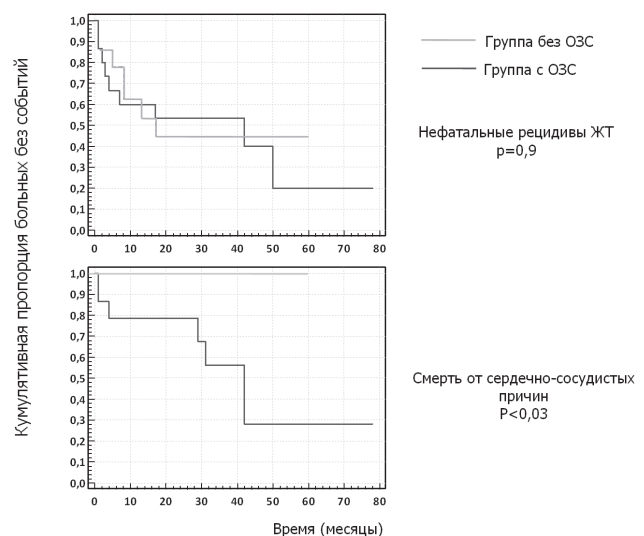 Кумулятивная пропорция больных без событий
1,0
0,9
0,8
0,7
0,6
0,5
0,4
0,3
0,2
0,1
0,0
0 10 20 30 40 50 60 70 80
Группа без ОЗС
Группа с ОЗС
Нефатальные рецидивы ЖТ
p=0,9
1,0
0,9
0,8
0,7
0,6
0,5
0,4
0,3
0,2
0,1
0,0
0 10 20 30 40 50 60 70 80
Смерть от сердечно-сосудистых
причин
P<0,03
Время (месяцы)